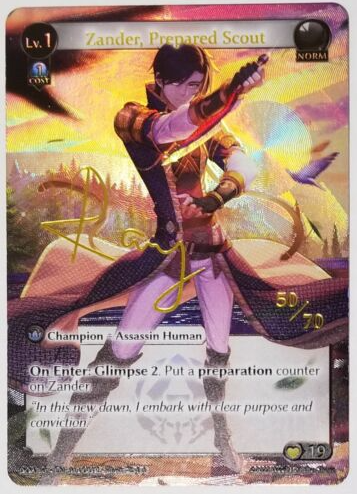 Lv. 1
Zander, Prepared Scout
NORM
1
COST
Ray
50/70
Champion – Assassin Human
On Enter: Glimpse 2. Put a preparation counter
on Zander.
"In this new dawn, I embark with clear purpose and
conviction."
19